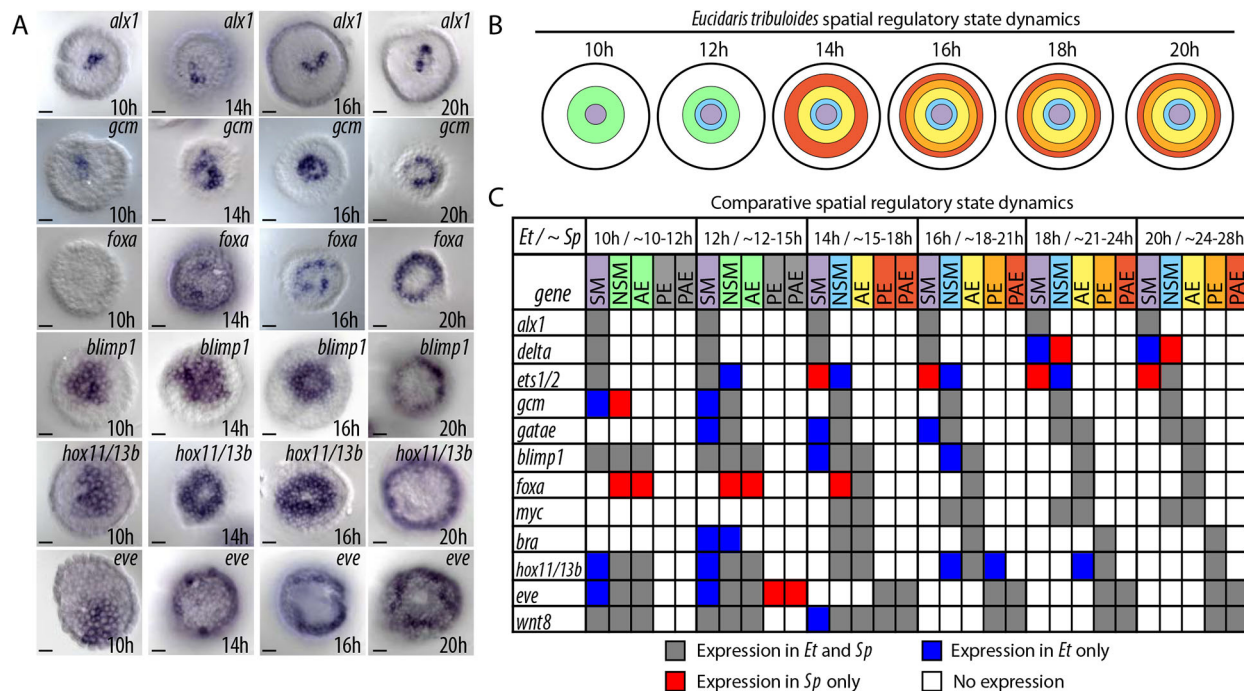 A
alx1
10h
alx1
14h
alx1
16h
alx1
20h
gcm
10h
gcm
14h
gcm
16h
gcm
20h
foxa
10h
foxa
14h
foxa
16h
foxa
20h
blimp1
10h
blimp1
14h
blimp1
16h
blimp1
20h
hox11/13b
10h
hox11/13b
14h
hox11/13b
16h
hox11/13b
20h
eve
10h
eve
14h
eve
16h
eve
20h
B
Eucidaris tribuloides spatial regulatory state dynamics
10h 12h 14h 16h 18h 20h
C
Comparative spatial regulatory state dynamics
Et / ~ Sp 10h / ~10-12h 12h / ~12-15h 14h / ~15-18h 16h / ~18-21h 18h / ~21-24h 20h / ~24-28h
gene SM NSM AE PE PAE SM NSM AE PE PAE SM NSM AE PE PAE SM NSM AE PE PAE SM NSM AE PE PAE SM NSM AE PE PAE
alx1
delta
ets1/2
gcm
gatae
blimp1
foxa
myc
bra
hox11/13b
eve
wnt8
Expression in Et and Sp
Expression in Et only
Expression in Sp only
No expression